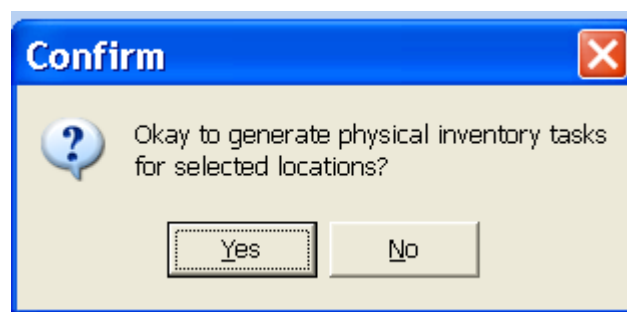 Confirm
Okay to generate physical inventory tasks
for selected locations?
Yes No